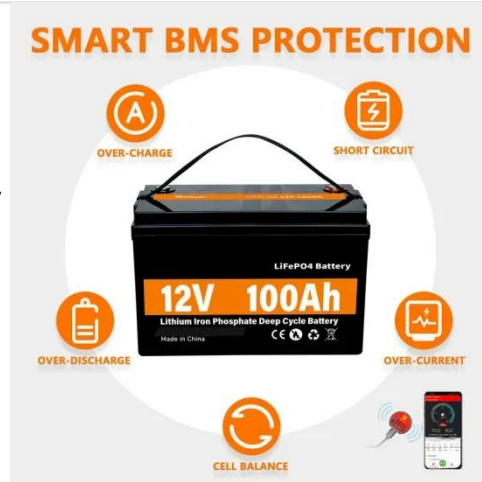 SMART BMS PROTECTION
OVER-CHARGE
SHORT CIRCUIT
LiFePO4 Battery
12V 100Ah
Lithium Iron Phosphate Deep Cycle Battery
Made in China
CE
OVER-DISCHARGE
OVER-CURRENT
CELL BALANCE